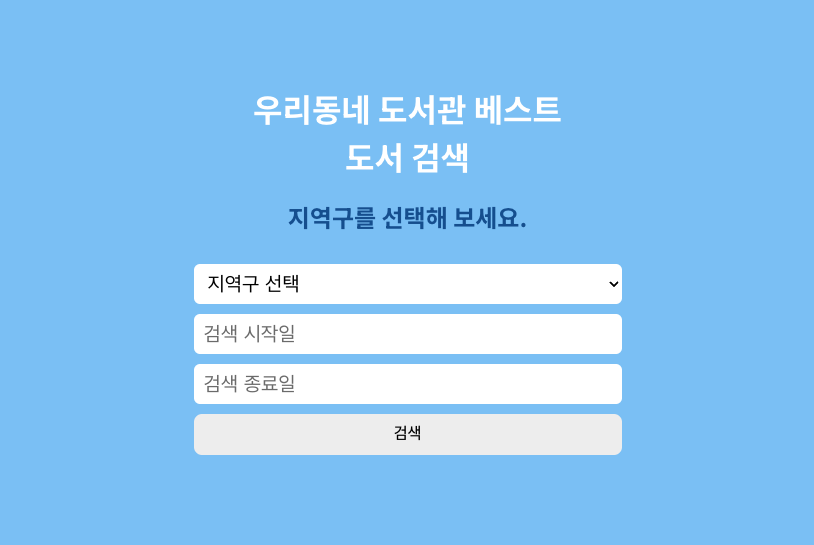 우리동네 도서관 베스트
도서 검색
지역구를 선택해 보세요.
지역구 선택
검색 시작일
검색 종료일
검색